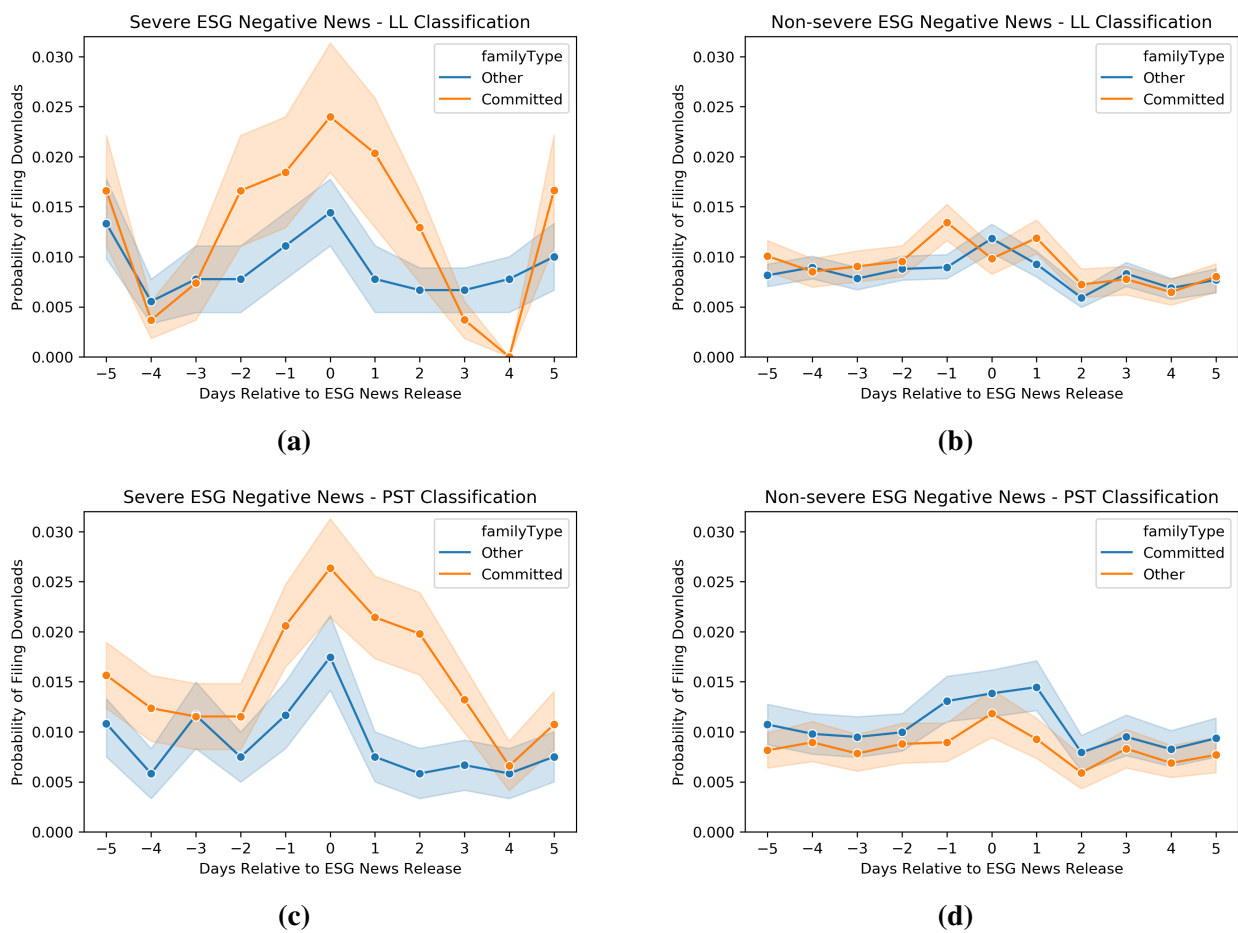 Severe ESG Negative News - LL Classification
Probability of Filing Downloads
0.030
0.025
0.020
0.015
0.010
0.005
0.000
familyType
Other
Committed
−5 −4 −3 −2 −1 0 1 2 3 4 5
Days Relative to ESG News Release
(a)
Non-severe ESG Negative News - LL Classification
Probability of Filing Downloads
0.030
0.025
0.020
0.015
0.010
0.005
0.000
familyType
Other
Committed
−5 −4 −3 −2 −1 0 1 2 3 4 5
Days Relative to ESG News Release
(b)
Severe ESG Negative News - PST Classification
Probability of Filing Downloads
0.030
0.025
0.020
0.015
0.010
0.005
0.000
familyType
Other
Committed
−5 −4 −3 −2 −1 0 1 2 3 4 5
Days Relative to ESG News Release
(c)
Non-severe ESG Negative News - PST Classification
Probability of Filing Downloads
0.030
0.025
0.020
0.015
0.010
0.005
0.000
familyType
Committed
Other
−5 −4 −3 −2 −1 0 1 2 3 4 5
Days Relative to ESG News Release
(d)